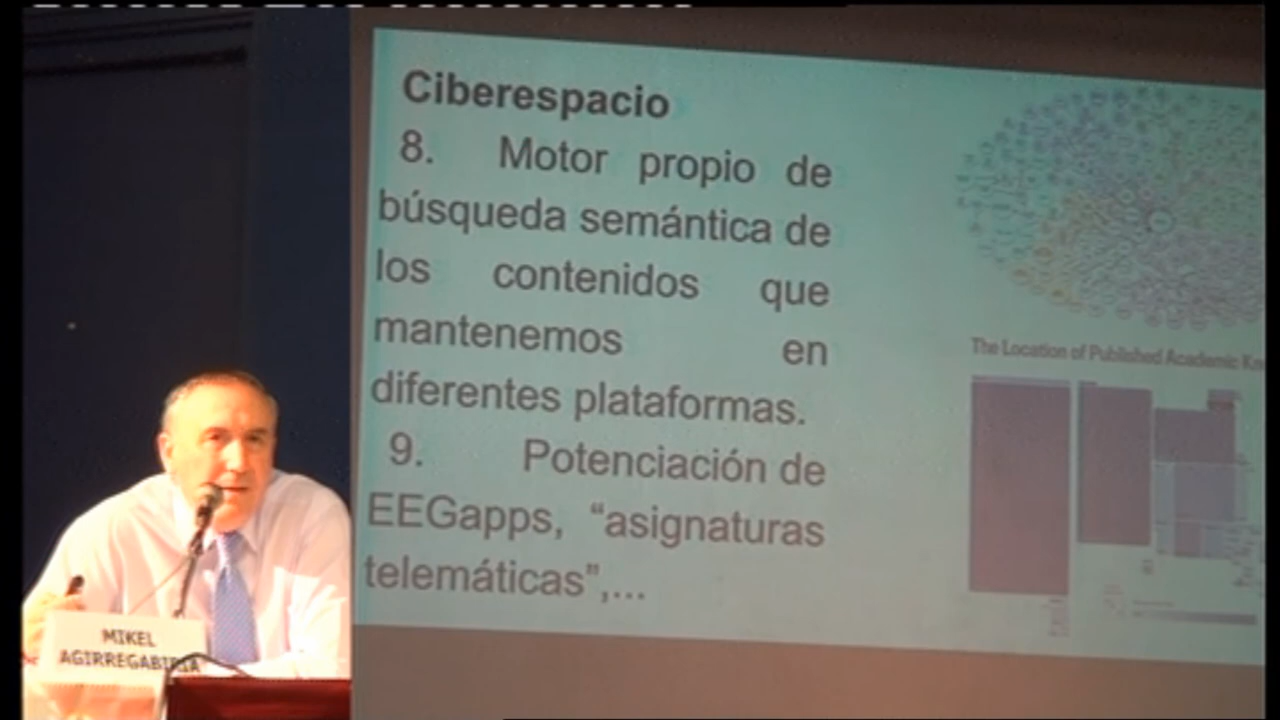 Ciberespacio
8. Motor propio de
búsqueda semántica de
los contenidos que
mantenemos en
diferentes plataformas.
9. Potenciación de
EEGapps, “asignaturas
telemáticas”,...
The Location of Published Academic
MIKEL
AGIRREGABIRIA